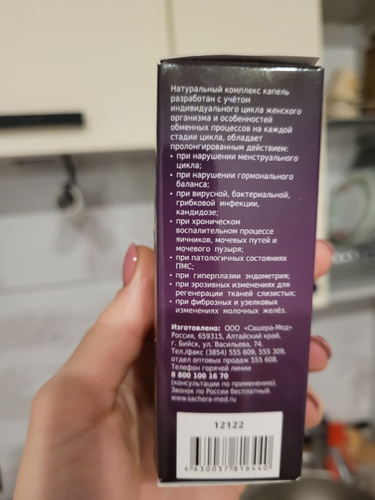 Натуральный комплекс капель
разработан с учётом
индивидуального цикла женского
организма и особенностей
обменных процессов на каждой
стадии цикла, обладает
пролонгированным действием:
• при нарушении менструального
цикла;
• при нарушении гормонального
баланса;
• при вирусной, бактериальной,
грибковой инфекции,
кандидозе;
• при хроническом
воспалительном процессе
яичников, мочевых путей и
мочевого пузыря;
• при патологичных состояниях
ПМС;
• при гиперплазии эндометрия;
• при эрозивных изменениях для
регенерации тканей слизистых;
• при фиброзных и узелковых
изменениях молочных желёз.
Изготовлено: ООО «Сашера-Мед»
Россия, 659315, Алтайский край,
г. Бийск, ул. Васильева, 74.
Тел./факс (3854) 555 609, 555 309,
отдел оптовых продаж 555 608.
Телефон горячей линии
8 800 100 16 70
(консультации по применению).
Звонок по России бесплатный.
www.sachera-med.ru
12122
4630037816440